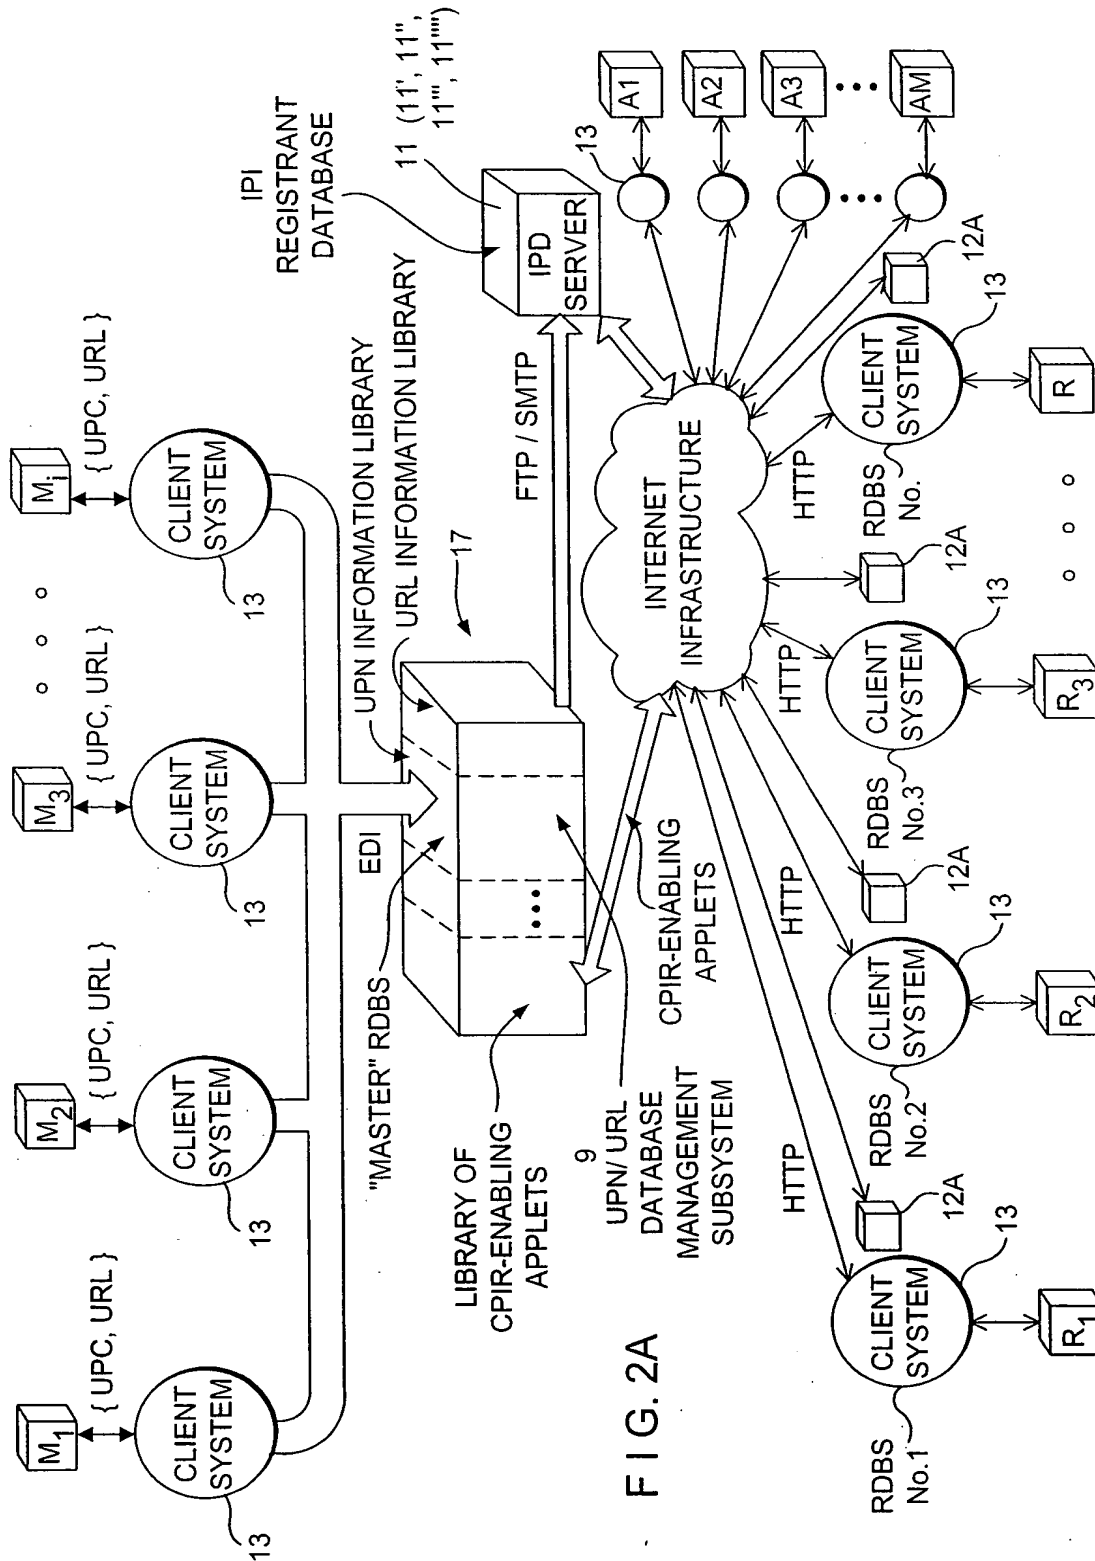 M1
M2
M3
Mi
{ UPC, URL }
{ UPC, URL }
{ UPC, URL }
{ UPC, URL }
CLIENT
SYSTEM
CLIENT
SYSTEM
CLIENT
SYSTEM
CLIENT
SYSTEM
13
13
13
13
EDI
"MASTER" RDBS
UPN INFORMATION LIBRARY
URL INFORMATION LIBRARY
17
LIBRARY OF
CPIR-ENABLING
APPLETS
9
UPN/ URL
DATABASE
MANAGEMENT
SUBSYSTEM
CPIR-ENABLING
APPLETS
FTP / SMTP
IPI
REGISTRANT
DATABASE
11 (11', 11",
11''', 11'''')
IPD
SERVER
INTERNET
INFRASTRUCTURE
13
A1
A2
A3
AM
HTTP
HTTP
HTTP
HTTP
12A
12A
12A
12A
CLIENT
SYSTEM
CLIENT
SYSTEM
CLIENT
SYSTEM
CLIENT
SYSTEM
13
13
13
13
RDBS
No.1
RDBS
No.2
RDBS
No.3
RDBS
No.
R1
R2
R3
R
FIG. 2A